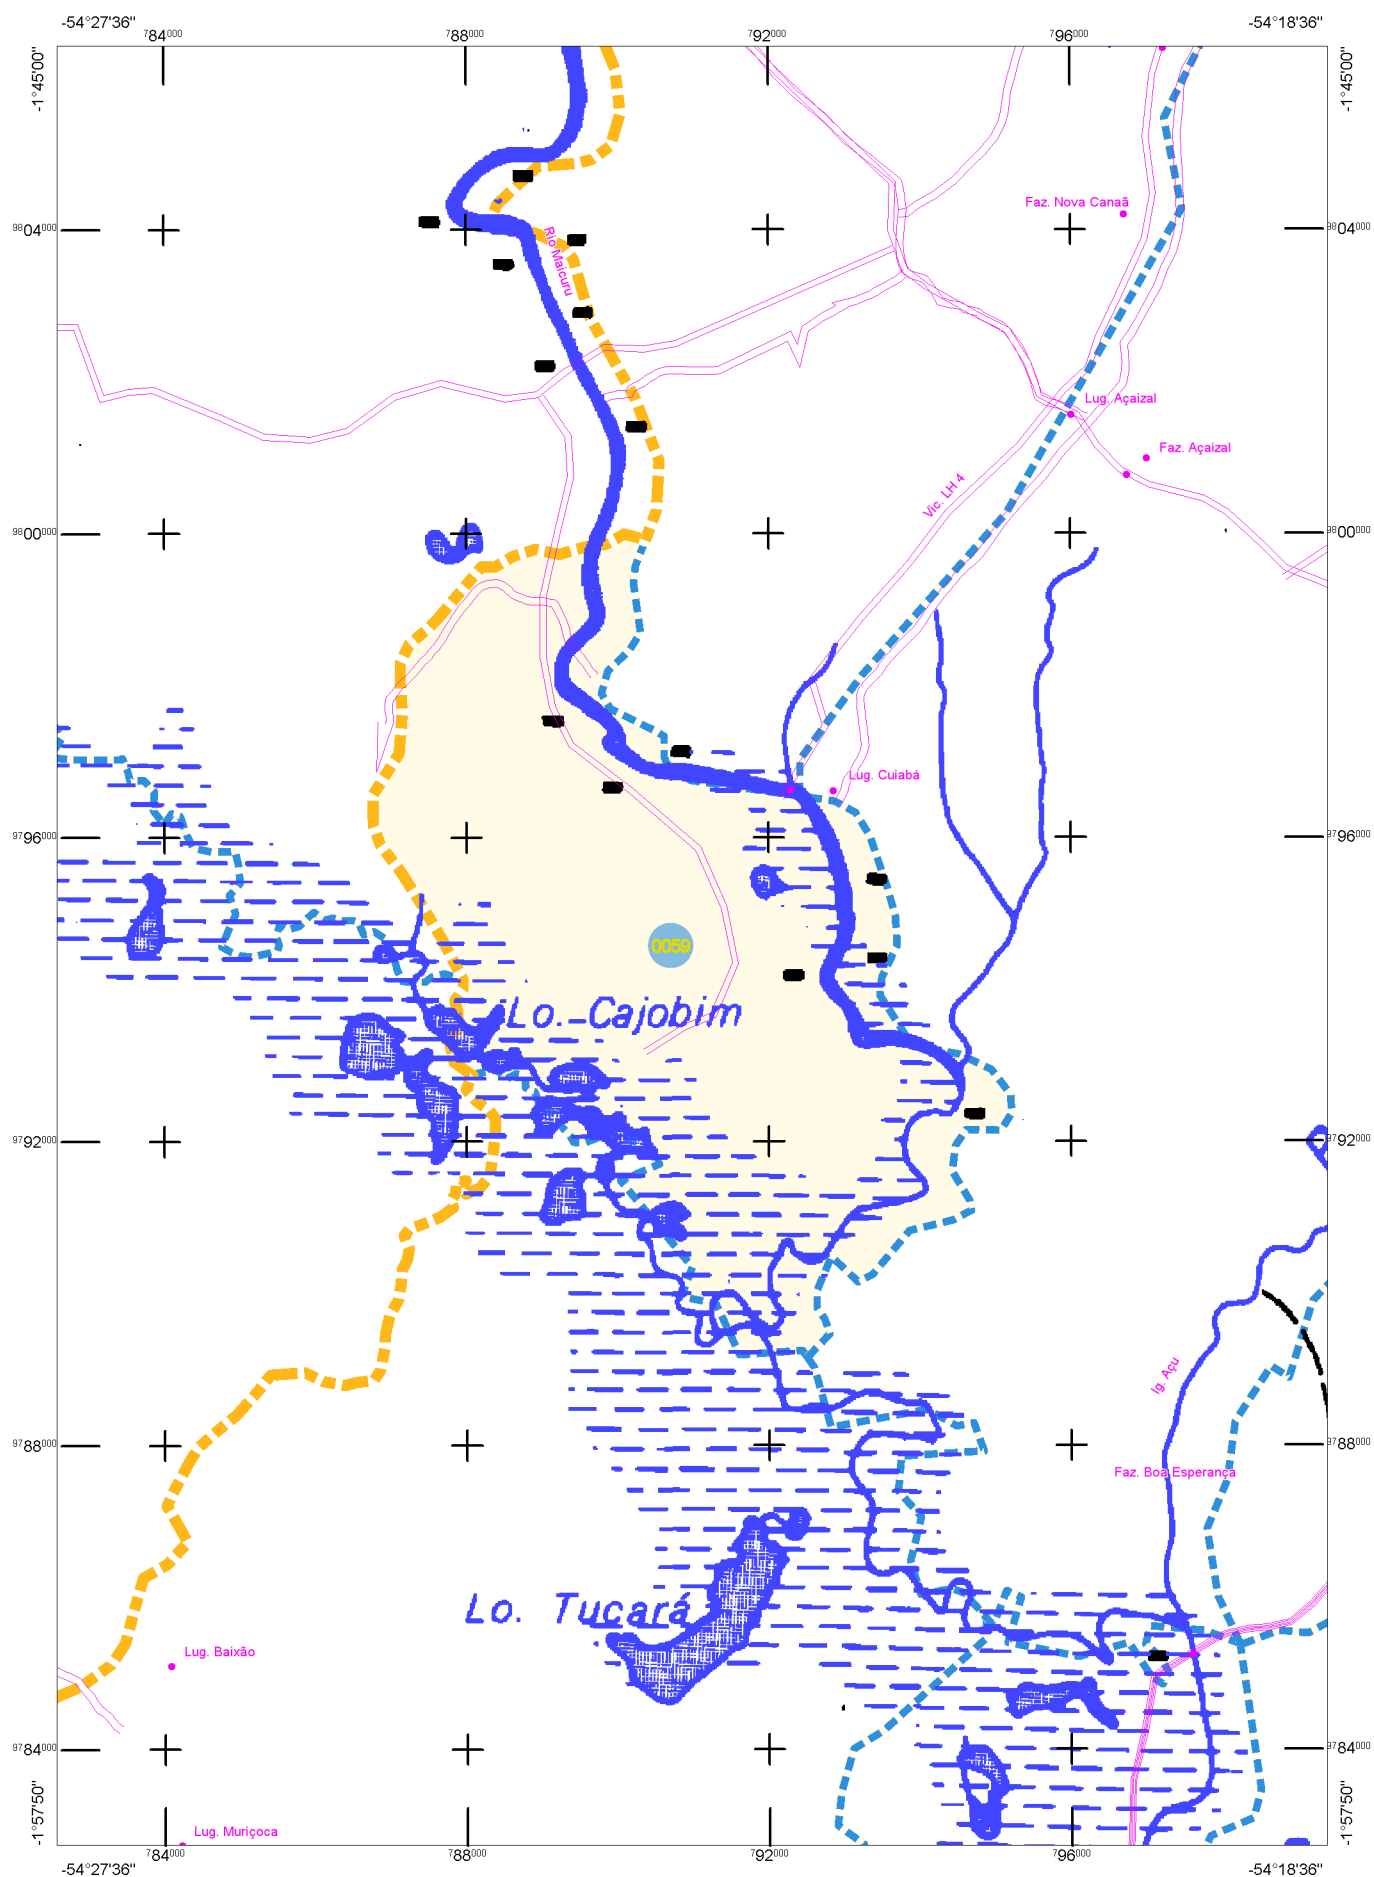 -54°27'36"
-54°18'36"
784000
788000
792000
796000
-1°45'00"
-1°45'00"
Faz. Nova Canaã
9804000
9804000
Rio Maicuru
Lug. Açaizal
Faz. Açaizal
Vic. LH 4
9800000
9800000
Lug. Cuiabá
9796000
9796000
0059
Lo. Cajobim
9792000
9792000
Ig. Açu
9788000
9788000
Faz. Boa Esperança
Lo. Tucará
Lug. Baixão
9784000
9784000
-1°57'50"
-1°57'50"
Lug. Muriçoca
784000
788000
792000
796000
-54°27'36"
-54°18'36"